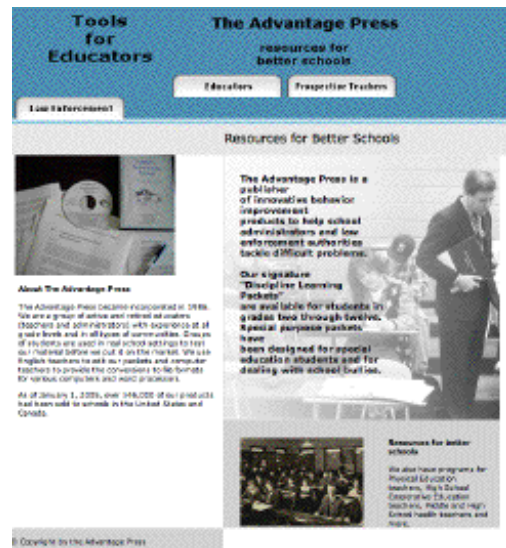 Tools
for
Educators
The Advantage Press
resources for
better schools
Educators
Prospective Teachers
Law Enforcement
Resources for Better Schools
The Advantage Press is a
publisher
of innovative behavior
improvement
products to help school
administrators and law
enforcement authorities
tackle difficult problems.
Our signature
"Discipline Learning
Packets"
are available for students in
grades two through twelve.
Special purpose packets
have
been designed for special
education students and for
dealing with school bullies.
About The Advantage Press
The Advantage Press became incorporated in
We are a group of active and retired educators
(teachers and administrators) with experience at all
grade levels and in all types of communities. Groups
of students are used in real school settings to test
our material before we put it on the market. We use
English teachers to edit our packets and computer
teachers to provide the conversions to file formats
for various computers and word processors.
As of January 1, over of our products
had been sold to schools in the United States and
Canada.
Resources for better
schools
We also have programs for
Physical Education
teachers, High School
Cooperative Education
teachers, Middle and High
School health teachers and
more.
© Copyright by the Advantage Press